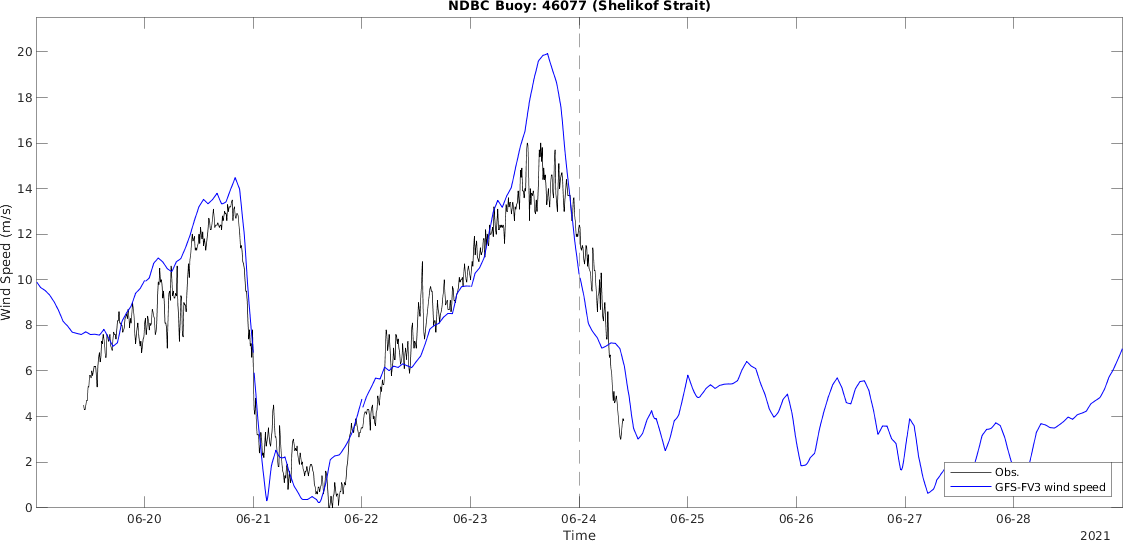 NDBC Buoy: 46077 (Shelikof Strait)
Wind Speed (m/s)
20
18
16
14
12
10
8
6
4
2
0
Obs.
GFS-FV3 wind speed
06-20 06-21 06-22 06-23 06-24 06-25 06-26 06-27 06-28
Time
2021